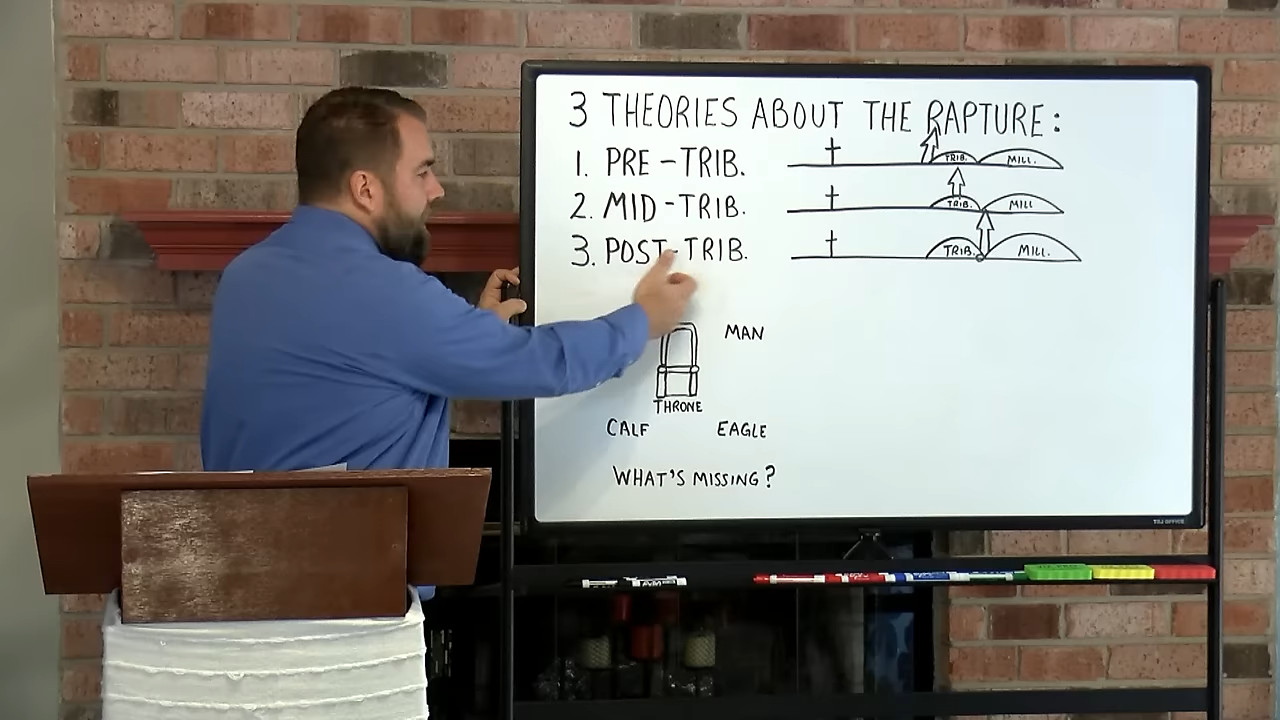 3 THEORIES ABOUT THE RAPTURE:
1. PRE-TRIB.
TRIB. MILL.
2. MID-TRIB.
TRIB. MILL
3. POST-TRIB.
TRIB. MILL.
MAN
THRONE
CALF EAGLE
WHAT'S MISSING?